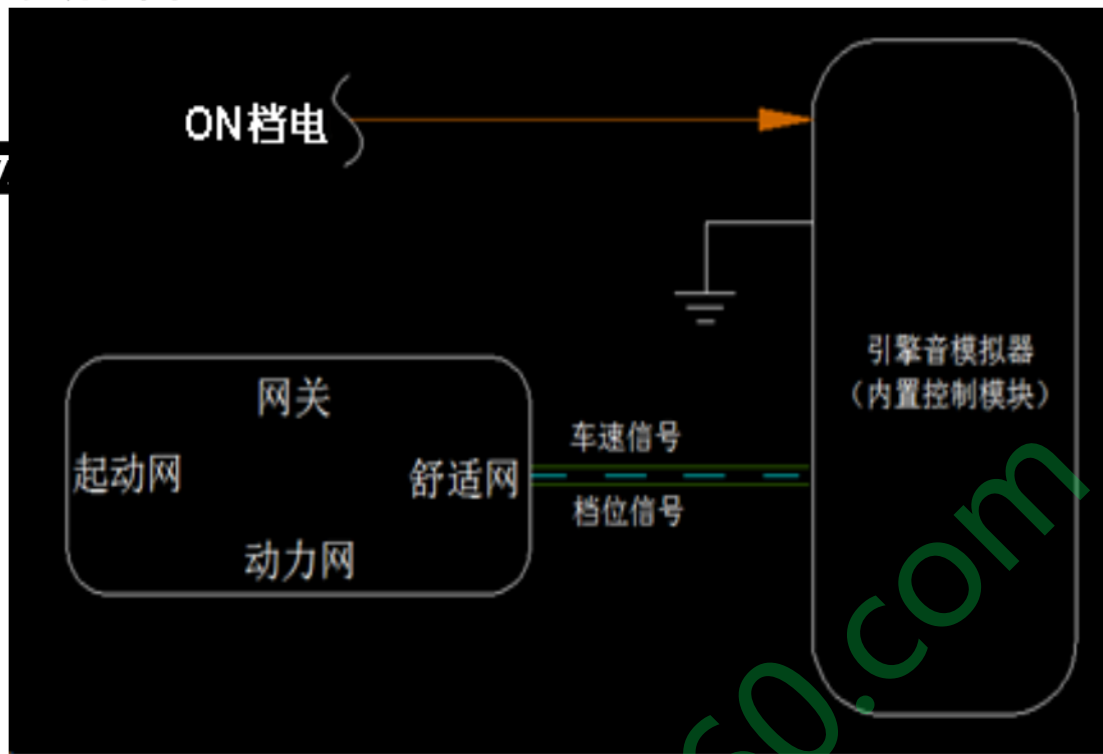 ON档电
引擎音模拟器
（内置控制模块）
网关
车速信号
起动网
舒适网
档位信号
动力网
60.com